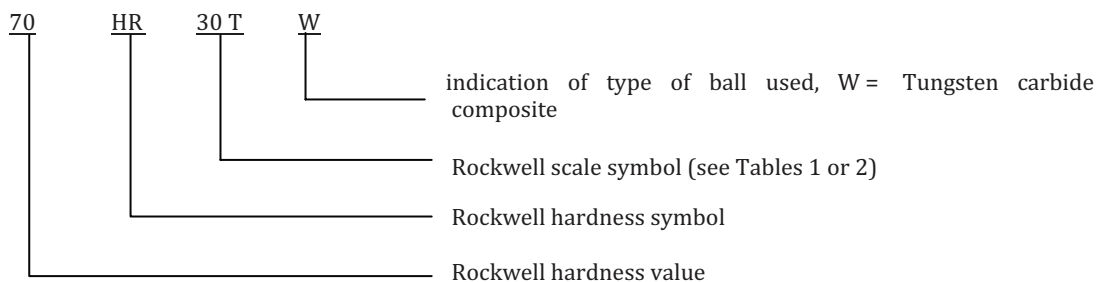 70 HR 30 T W
indication of type of ball used, W = Tungsten carbide
composite
Rockwell scale symbol (see Tables 1 or 2)
Rockwell hardness symbol
Rockwell hardness value